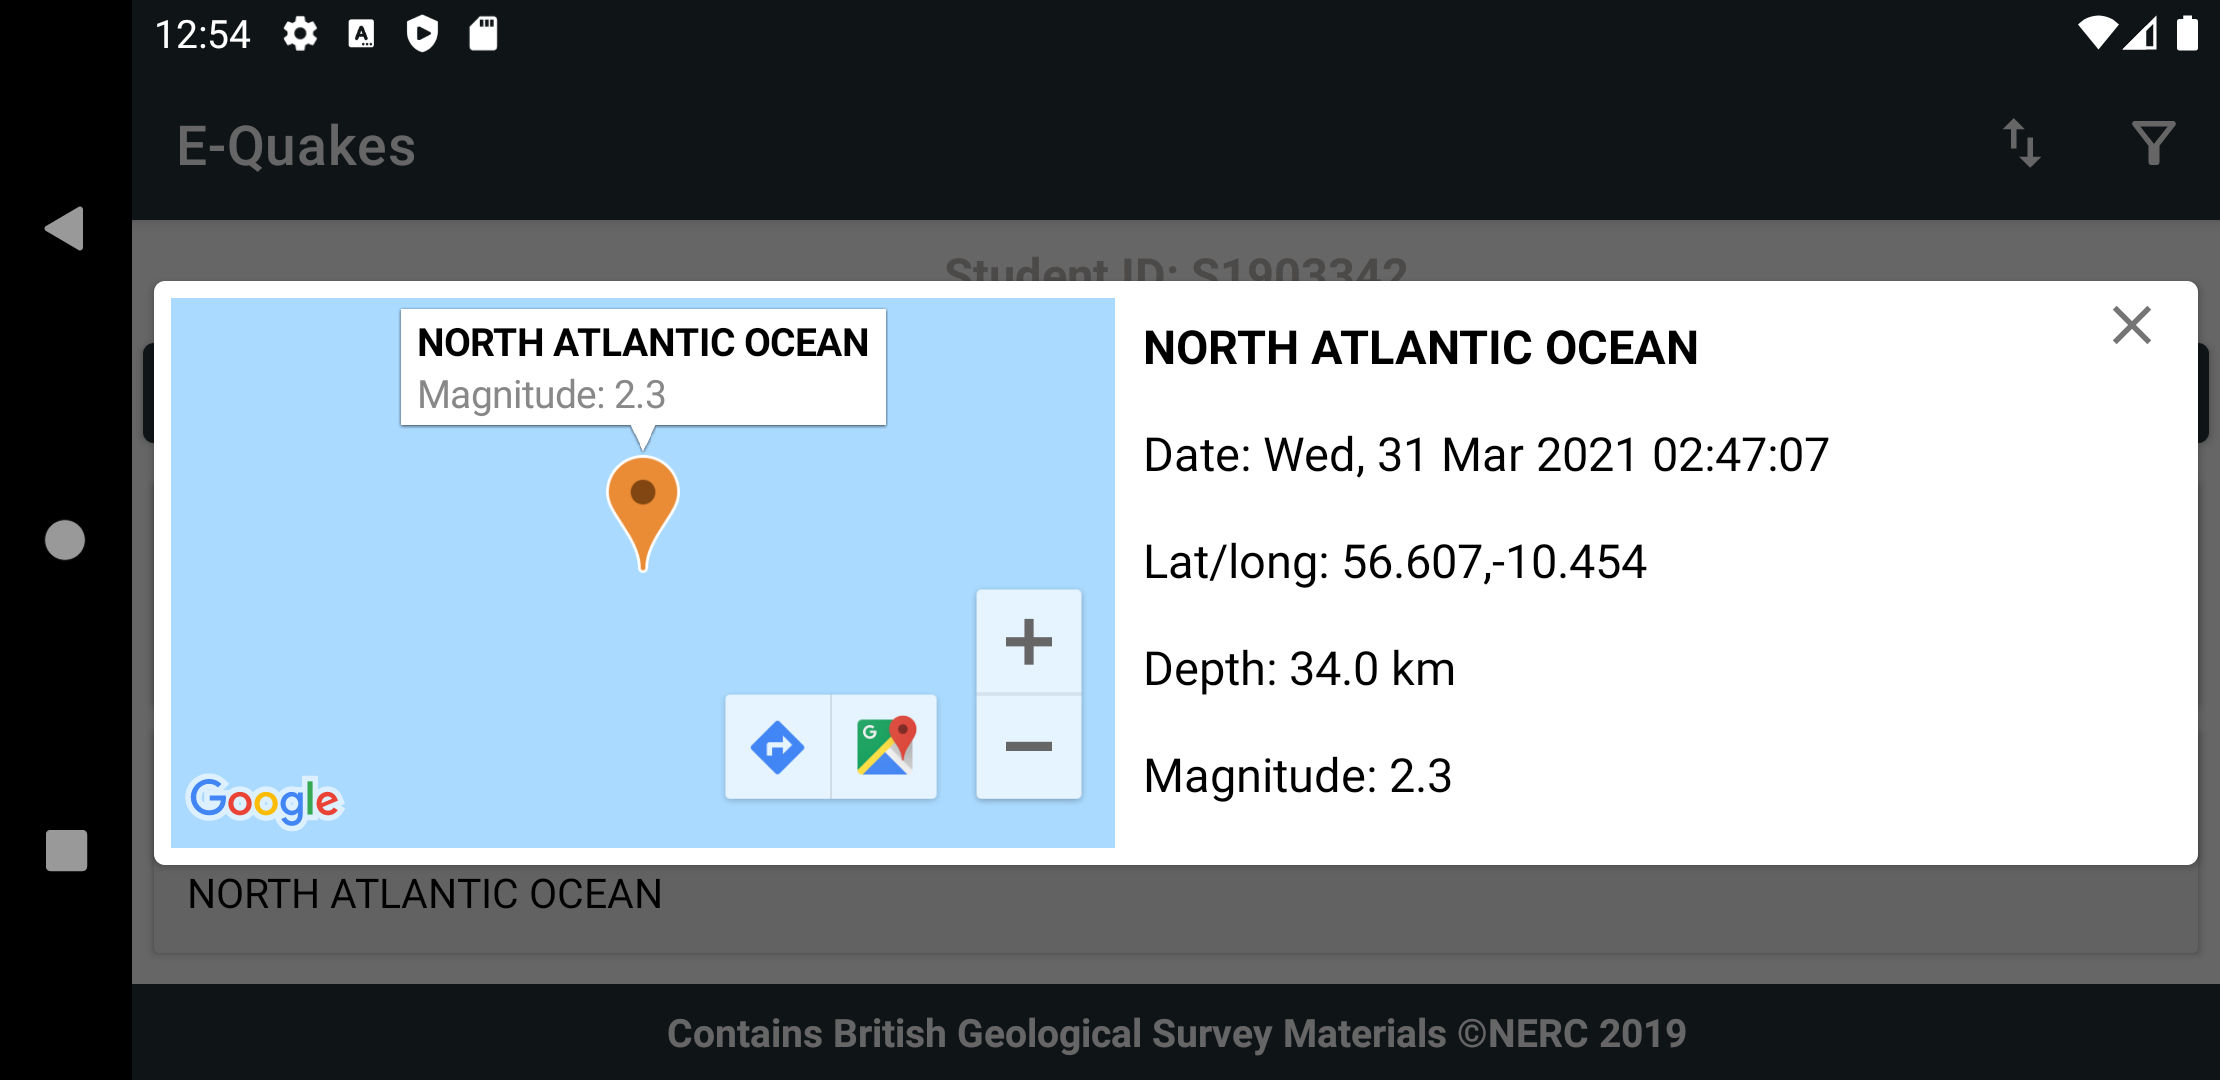 12:54
E-Quakes
Student ID: S1903342
NORTH ATLANTIC OCEAN
Magnitude: 2.3
Google
NORTH ATLANTIC OCEAN
Date: Wed, 31 Mar 2021 02:47:07
Lat/long: 56.607,-10.454
Depth: 34.0 km
Magnitude: 2.3
NORTH ATLANTIC OCEAN
Contains British Geological Survey Materials ©NERC 2019